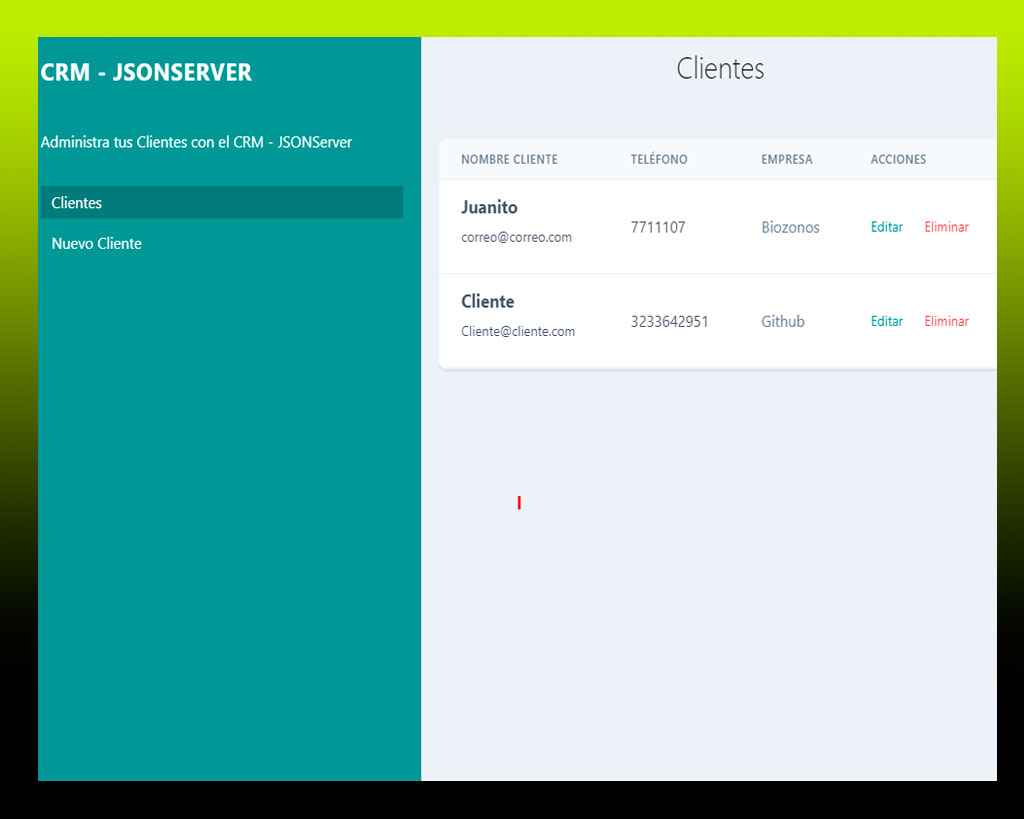 CRM - JSONSERVER
Administra tus Clientes con el CRM - JSONServer
Clientes
Nuevo Cliente
Clientes
NOMBRE CLIENTE TELÉFONO EMPRESA ACCIONES
Juanito
correo@correo.com
7711107 Biozonos Editar Eliminar
Cliente
Cliente@cliente.com
3233642951 Github Editar Eliminar